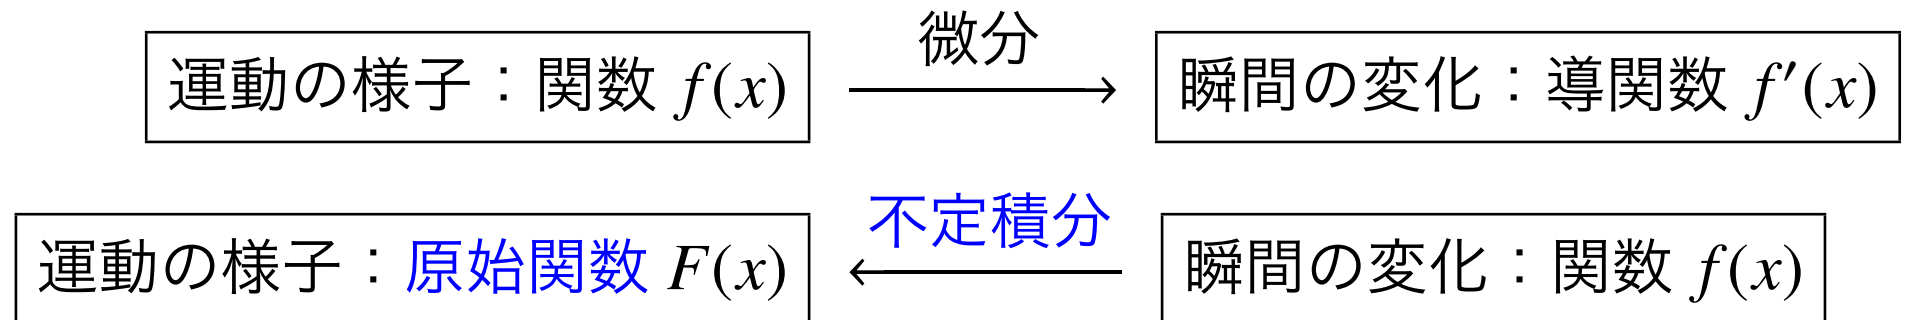 微分
運動の様子：関数 f(x) ⟶ 瞬間の変化：導関数 f′(x)
不定積分
運動の様子：原始関数 F(x) ⟵ 瞬間の変化：関数 f(x)